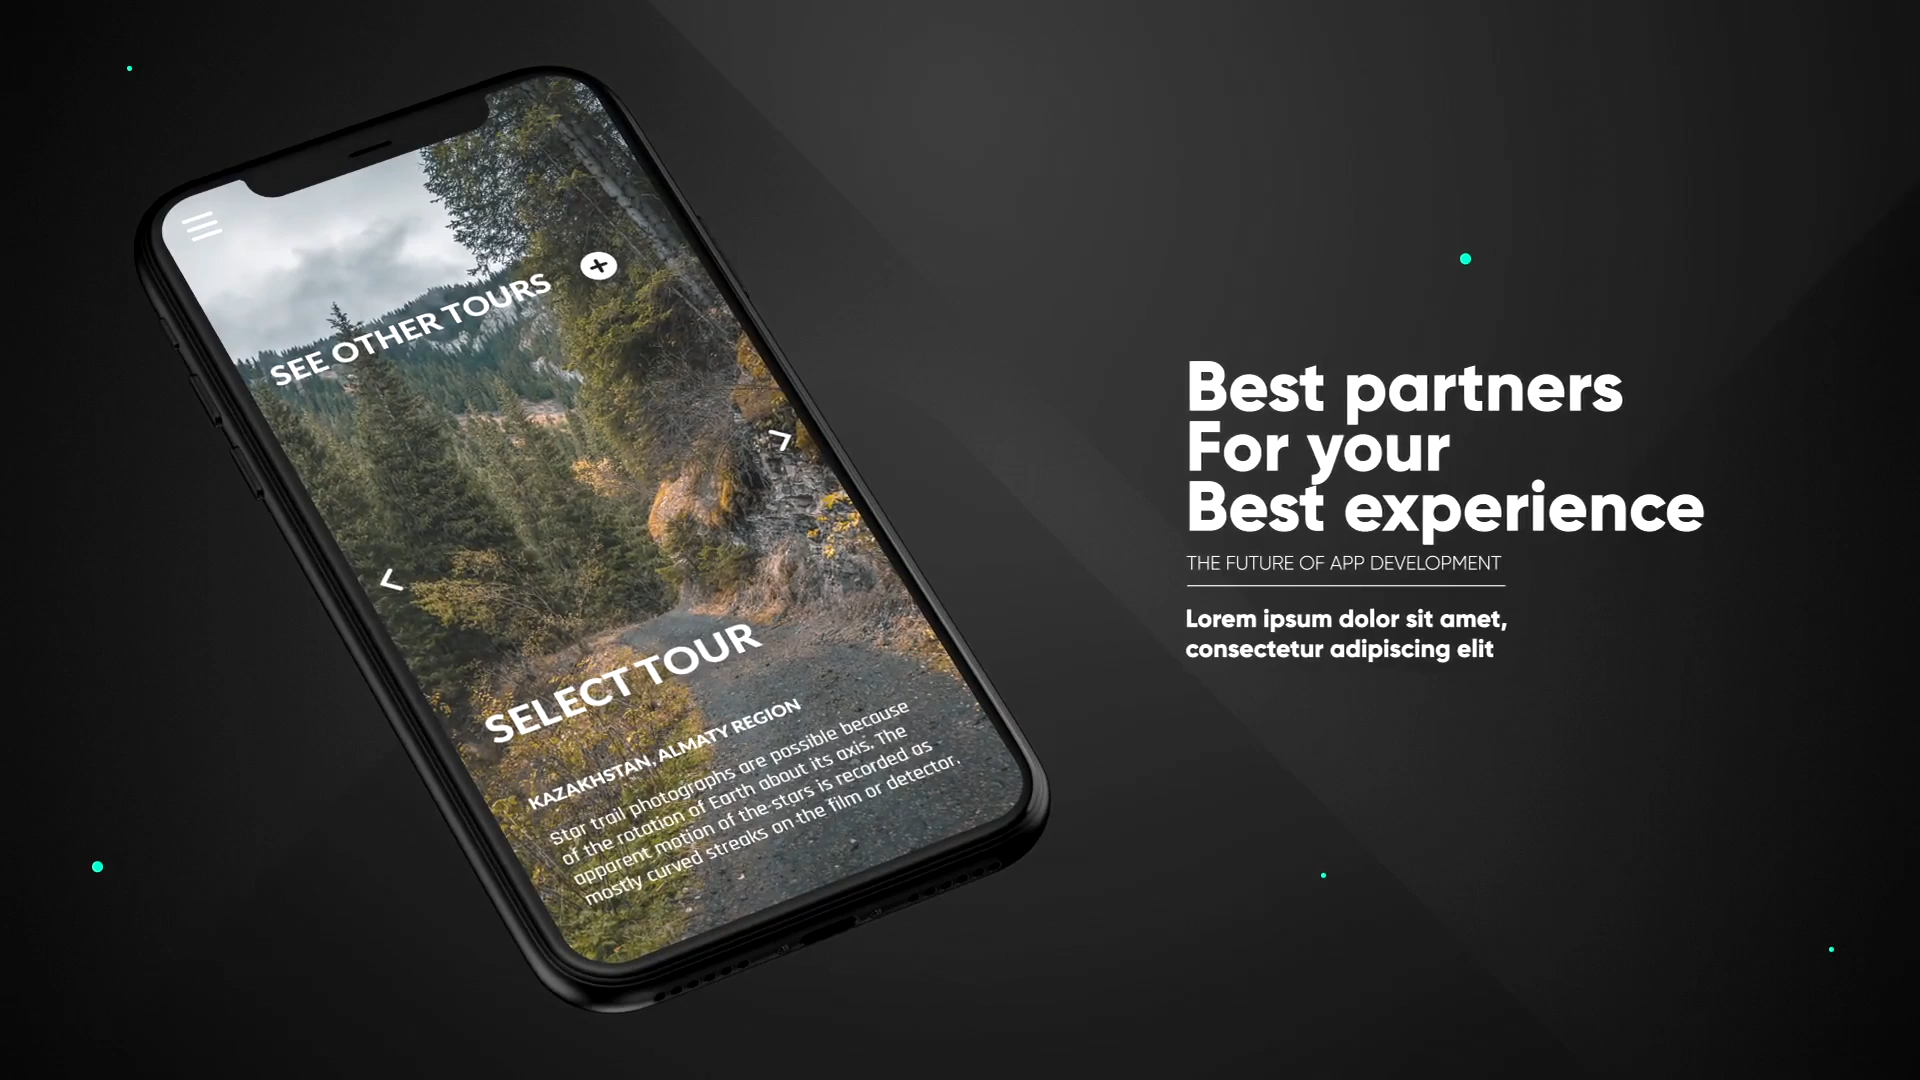 SEE OTHER TOURS
SELECT TOUR
KAZAKHSTAN, ALMATY REGION
Star trail photographs are possible because
of the rotation of Earth about its axis. The
apparent motion of the stars is recorded as
mostly curved streaks on the film or detector.
Best partners
For your
Best experience
THE FUTURE OF APP DEVELOPMENT
Lorem ipsum dolor sit amet,
consectetur adipiscing elit